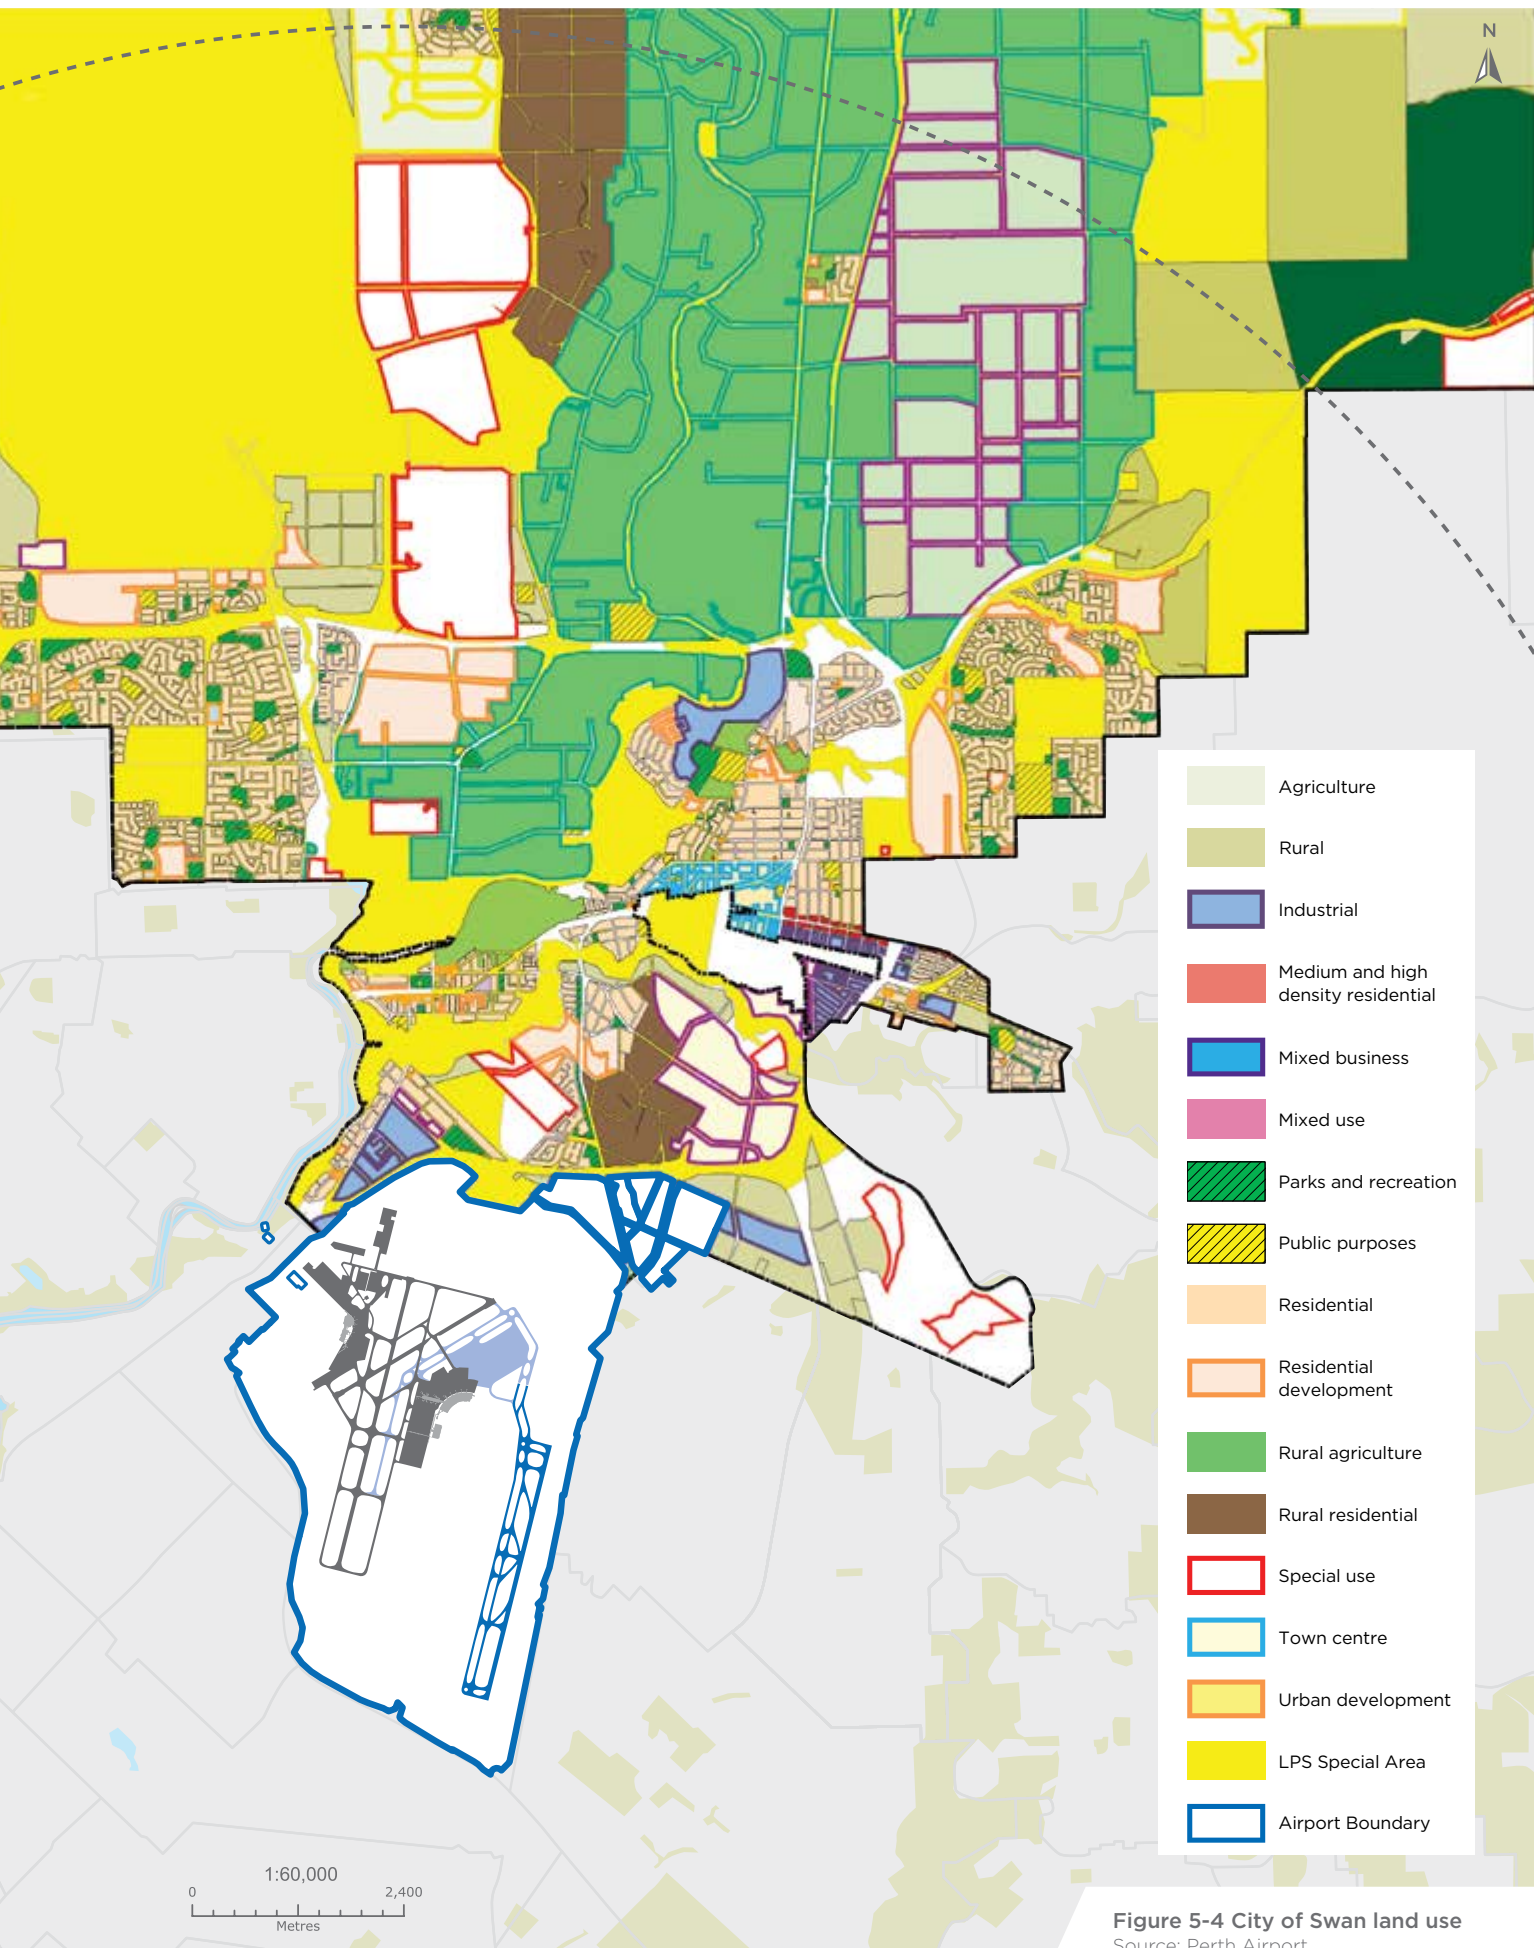 N
Agriculture
Rural
Industrial
Medium and high
density residential
Mixed business
Mixed use
Parks and recreation
Public purposes
Residential
Residential
development
Rural agriculture
Rural residential
Special use
Town centre
Urban development
LPS Special Area
Airport Boundary
1:60,000
0 2,400
Metres
Figure 5-4 City of Swan land use
Source: Perth Airport